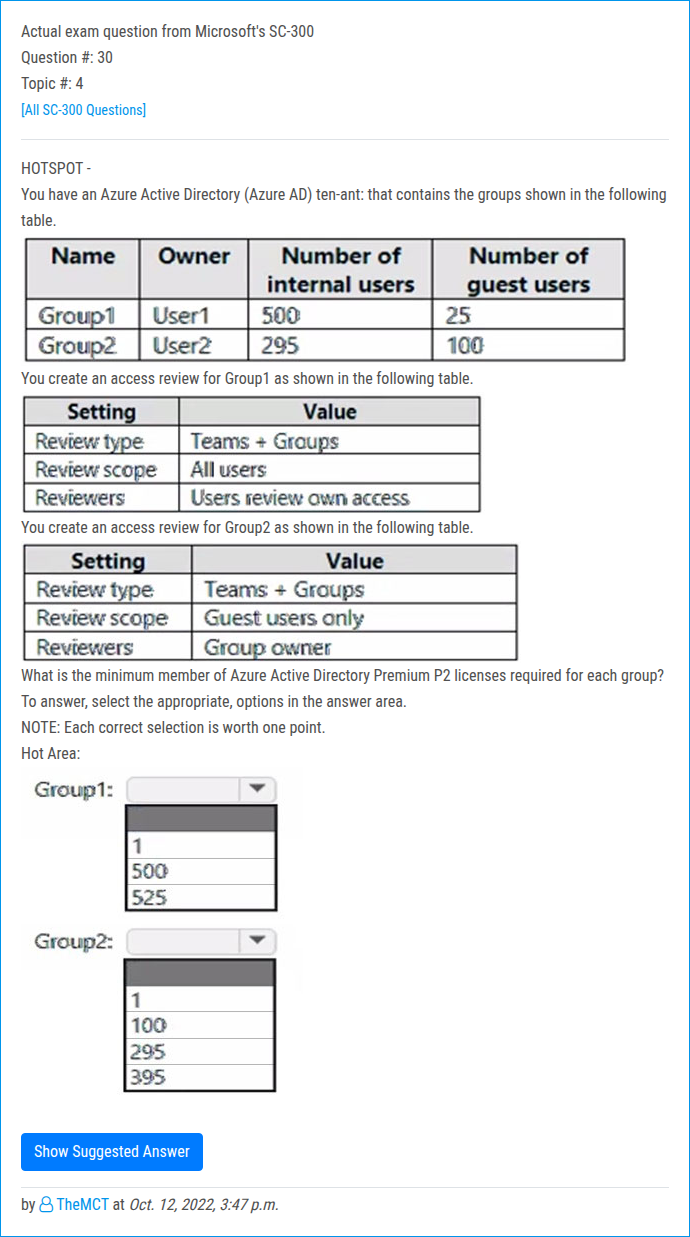 Actual exam question from Microsoft's SC-300
Question #: 30
Topic #: 4
[All SC-300 Questions]
HOTSPOT -
You have an Azure Active Directory (Azure AD) ten-ant: that contains the groups shown in the following
table.
Name Owner Number of internal users Number of guest users
Group1 User1 500 25
Group2 User2 295 100
You create an access review for Group1 as shown in the following table.
Setting Value
Review type Teams + Groups
Review scope All users
Reviewers Users review own access
You create an access review for Group2 as shown in the following table.
Setting Value
Review type Teams + Groups
Review scope Guest users only
Reviewers Group owner
What is the minimum member of Azure Active Directory Premium P2 licenses required for each group?
To answer, select the appropriate, options in the answer area.
NOTE: Each correct selection is worth one point.
Hot Area:
Group1:
1
500
525
Group2:
1
100
295
395
Show Suggested Answer
by TheMCT at Oct. 12, 2022, 3:47 p.m.